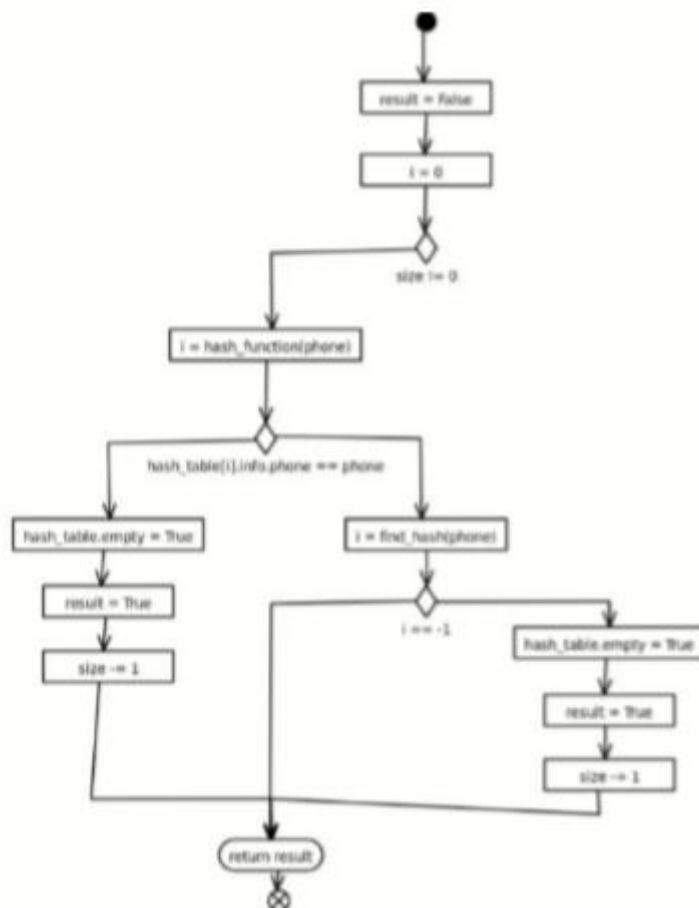 result = False
i = 0
size != 0
i = hash_function(phone)
hash_table[i].info.phone == phone
hash_table.empty = True
i = find_hash(phone)
result = True
i == -1
hash_table.empty = True
size -= 1
result = True
size -= 1
return result